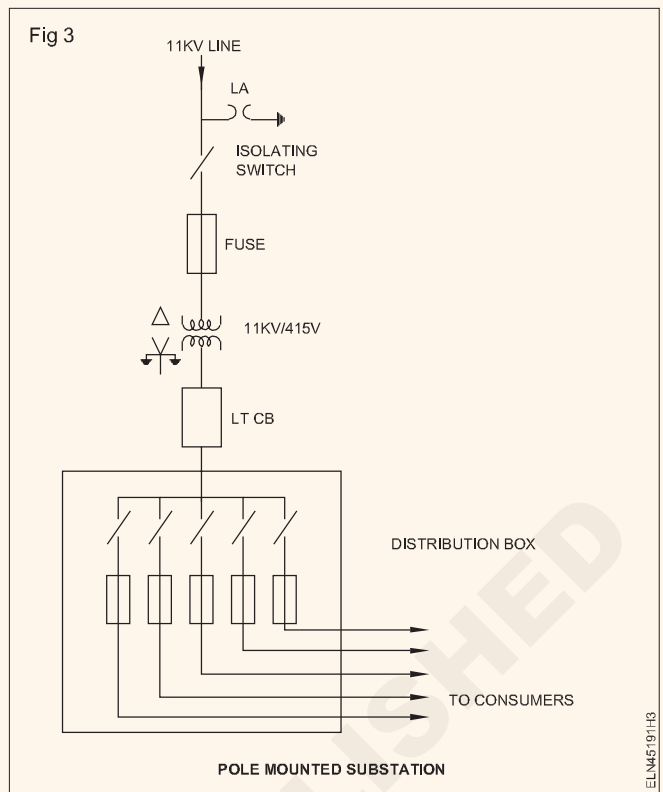 Fig 3
11KV LINE
LA
ISOLATING
SWITCH
FUSE
11KV/415V
LT CB
DISTRIBUTION BOX
TO CONSUMERS
POLE MOUNTED SUBSTATION
ELN45191H3
LISHED